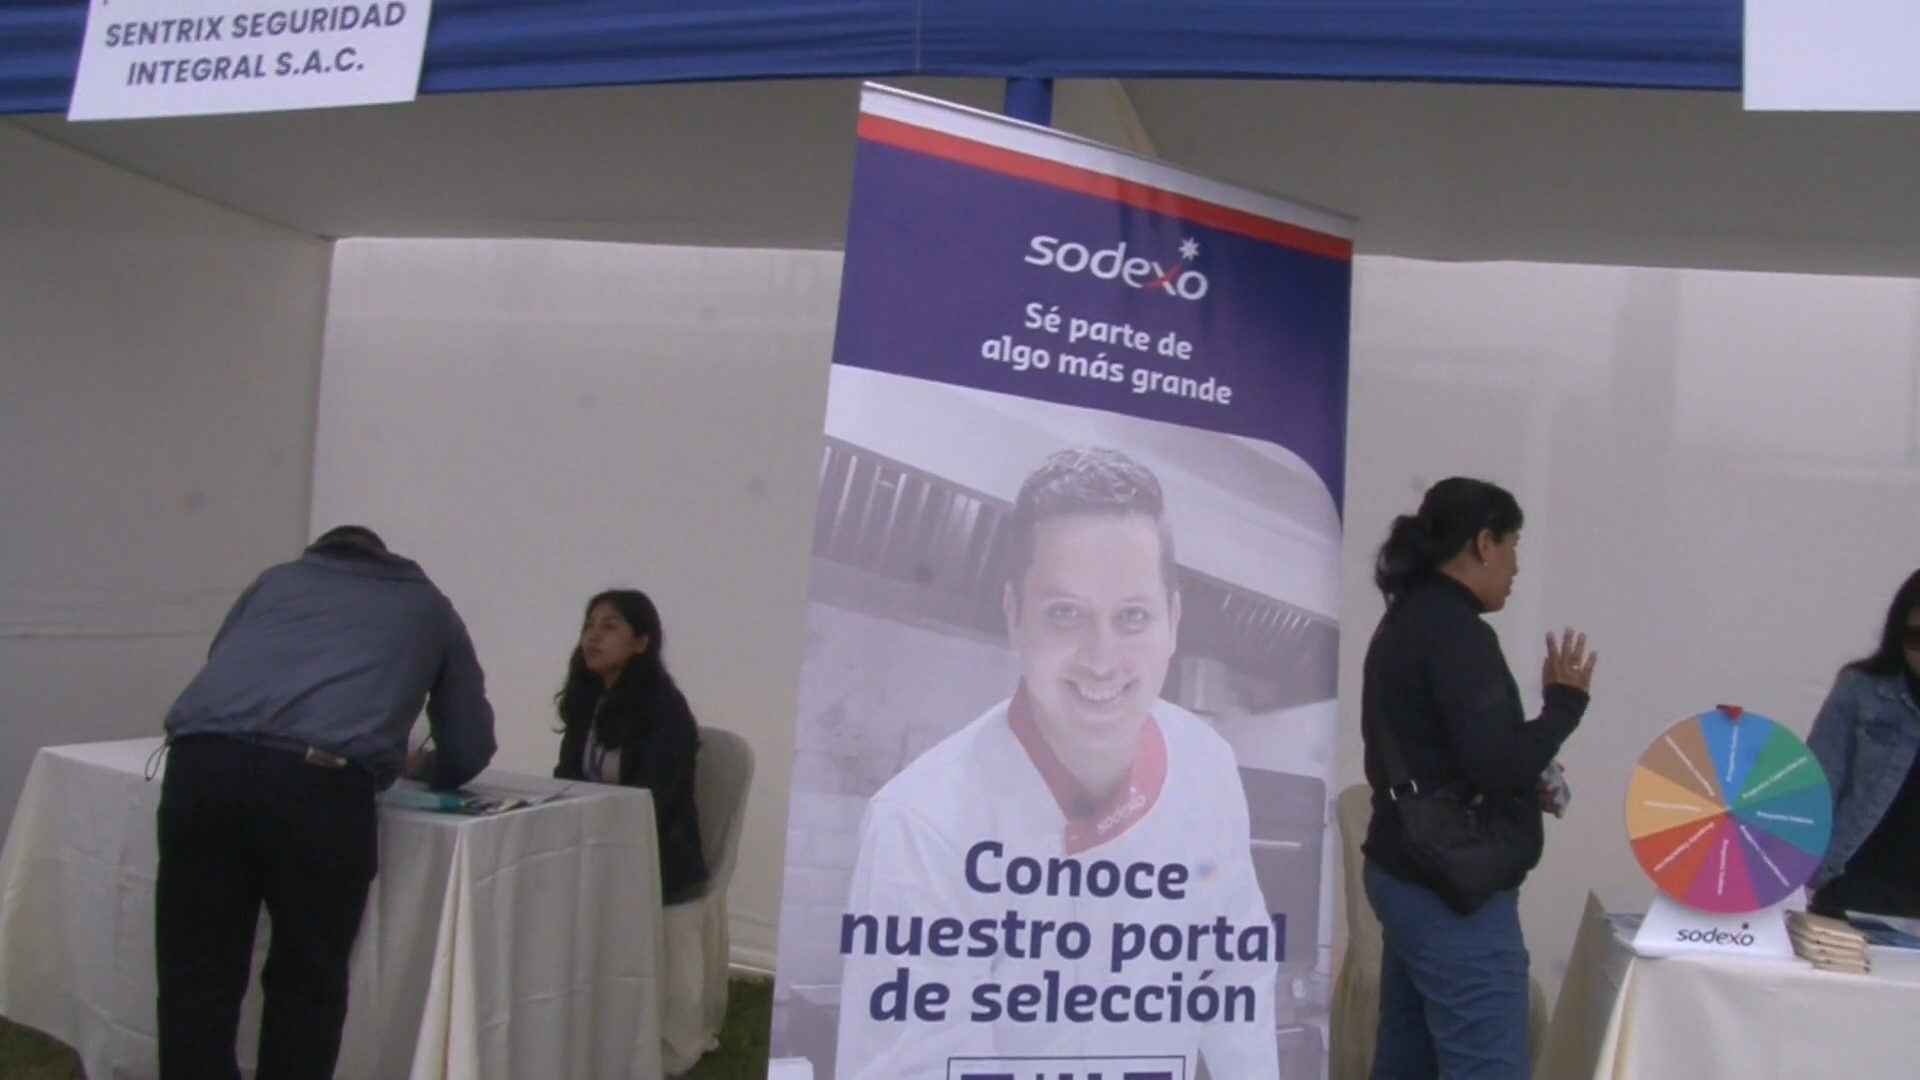 SENTRIX SEGURIDAD
INTEGRAL S.A.C.
sodexo
Sé parte de
algo más grande
sodexo
Conoce
nuestro portal
de selección
sodexo